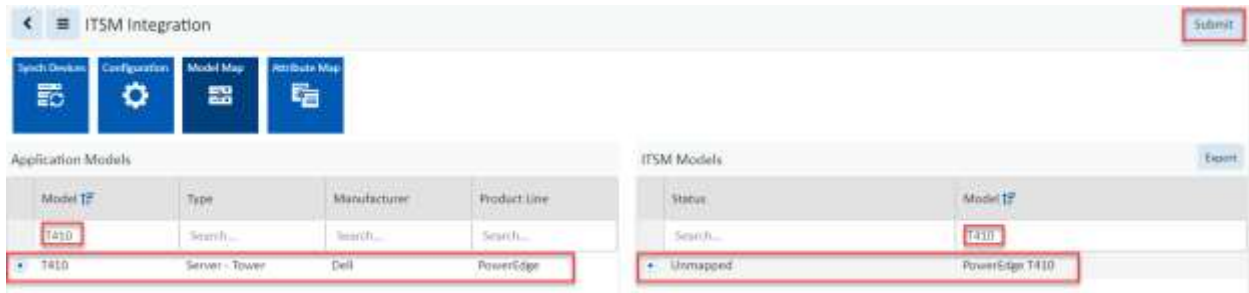 ITSM Integration
Submit
Synch Devices Configuration Model Map Attribute Map
Application Models
ITSM Models
Export
Model Type Manufacturer Product Line
Status Model
T410 Search... Search... Search...
Search... T410
T410 Server - Tower Dell PowerEdge
Unmapped PowerEdge T410